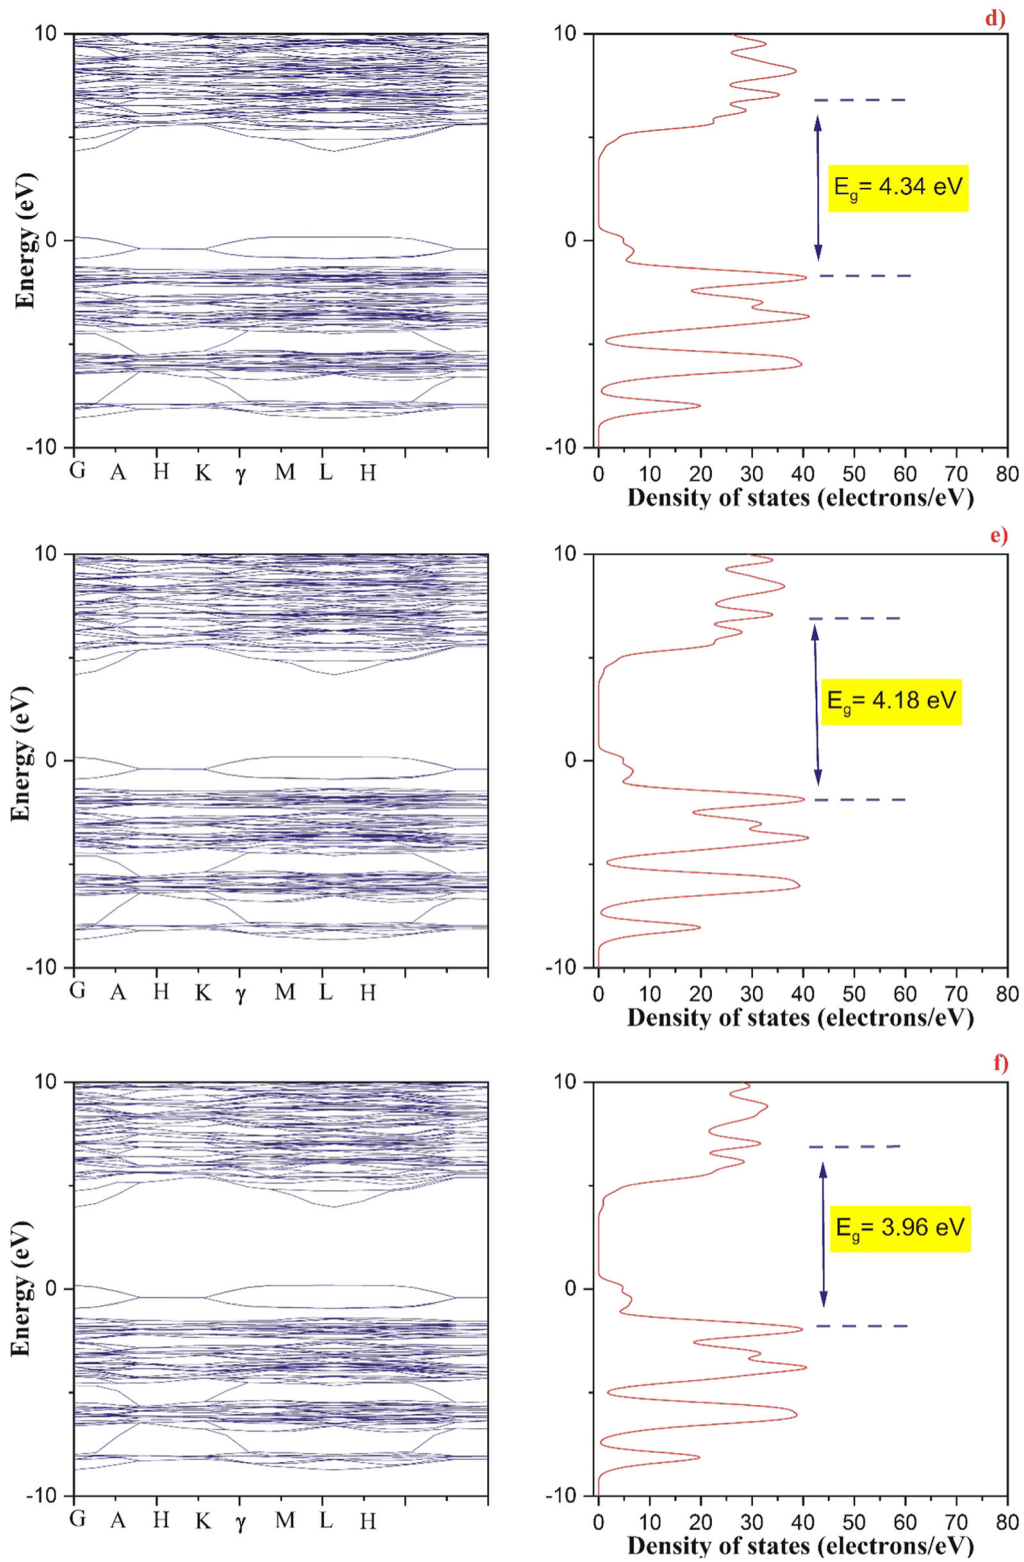 d)
10
0
-10
Energy (eV)
G A H K γ M L H
10
0
-10
0 10 20 30 40 50 60 70 80
Density of states (electrons/eV)
Eg= 4.34 eV
e)
10
0
-10
Energy (eV)
G A H K γ M L H
10
0
-10
0 10 20 30 40 50 60 70 80
Density of states (electrons/eV)
Eg= 4.18 eV
f)
10
0
-10
Energy (eV)
G A H K γ M L H
10
0
-10
0 10 20 30 40 50 60 70 80
Density of states (electrons/eV)
Eg= 3.96 eV